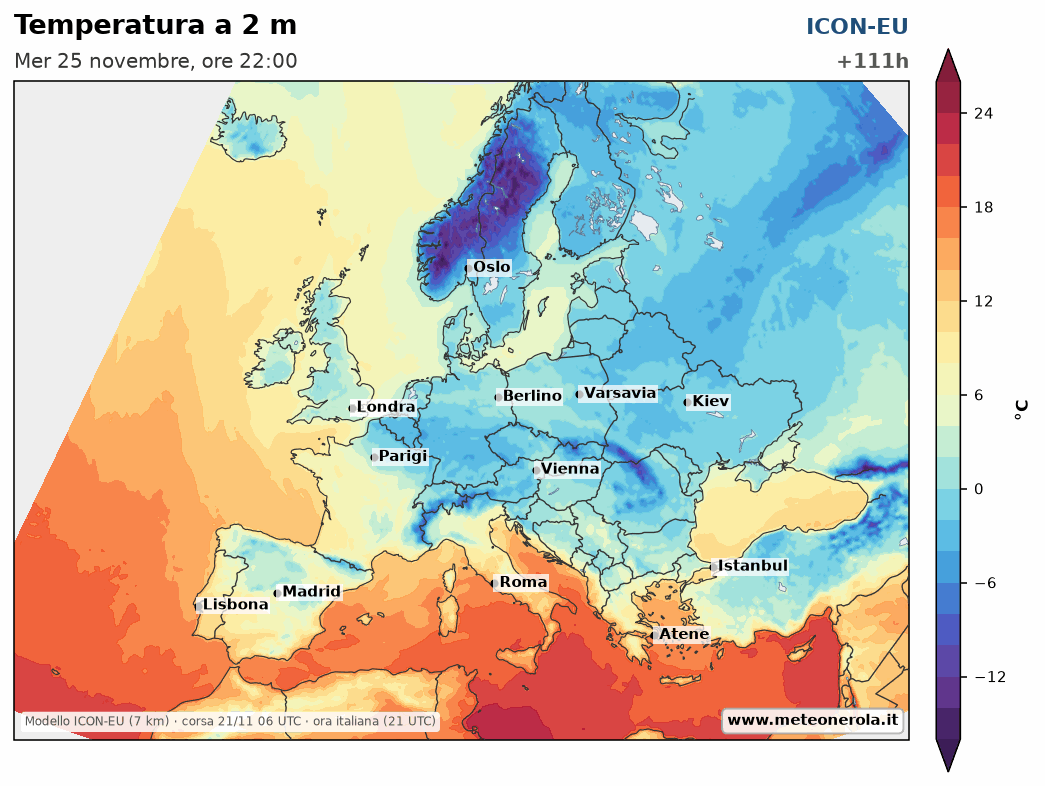 Temperatura a 2 m
ICON-EU
Mer 25 novembre, ore 22:00
+111h
24
18
12
6
0
−6
−12
°C
Oslo
Berlino
Varsavia
Kiev
Londra
Parigi
Vienna
Istanbul
Roma
Madrid
Lisbona
Atene
Modello ICON-EU (7 km) · corsa 21/11 06 UTC · ora italiana (21 UTC)
www.meteonerola.it